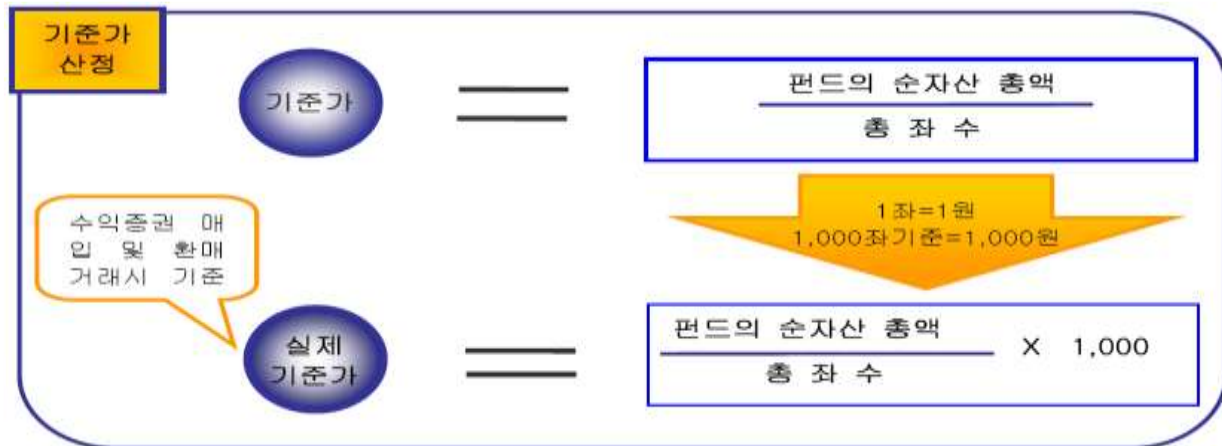 기준가
산정
기준가
펀드의 순자산 총액
총 좌 수
1좌=1원
1,000좌기준=1,000원
수익증권 매
입 및 환매
거래시 기준
실제
기준가
펀드의 순자산 총액
총 좌 수
X 1,000